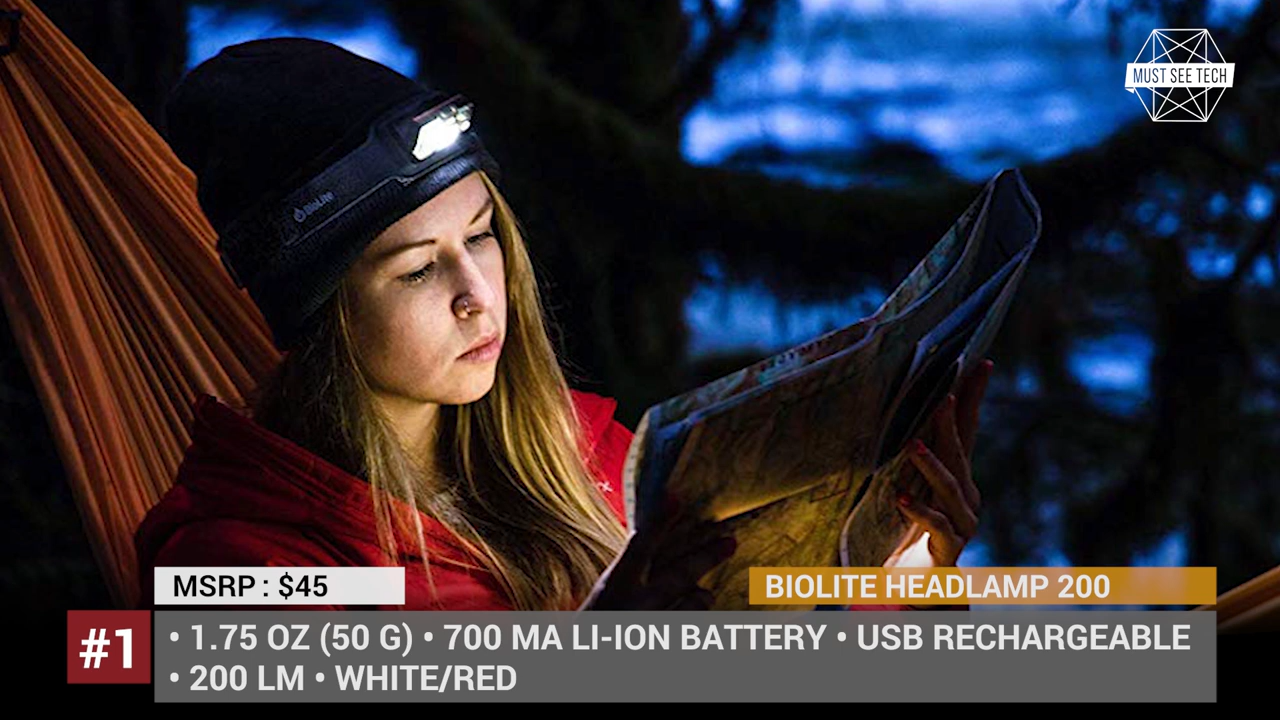 MUST SEE TECH
BioLite
MSRP : $45
BIOLITE HEADLAMP 200
#1
• 1.75 OZ (50 G) • 700 MA LI-ION BATTERY • USB RECHARGEABLE
• 200 LM • WHITE/RED